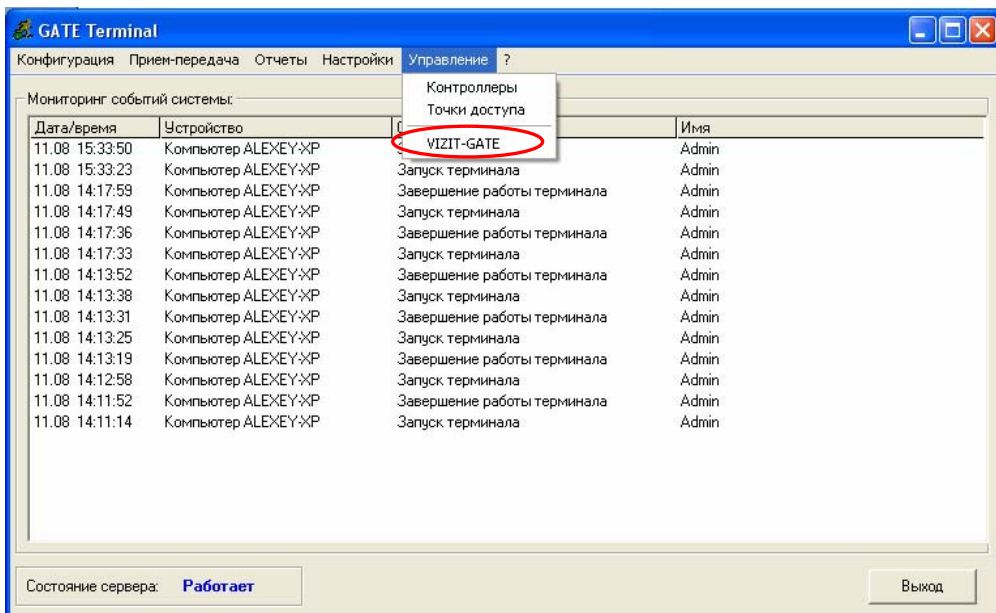 GATE Terminal
Конфигурация Прием-передача Отчеты Настройки Управление ?
Контроллеры
Точки доступа
VIZIT-GATE
Мониторинг событий системы:
Дата/время Устройство Имя
11.08 15:33:50 Компьютер ALEXEY-XP Admin
11.08 15:33:23 Компьютер ALEXEY-XP Запуск терминала Admin
11.08 14:17:59 Компьютер ALEXEY-XP Завершение работы терминала Admin
11.08 14:17:49 Компьютер ALEXEY-XP Запуск терминала Admin
11.08 14:17:36 Компьютер ALEXEY-XP Завершение работы терминала Admin
11.08 14:17:33 Компьютер ALEXEY-XP Запуск терминала Admin
11.08 14:13:52 Компьютер ALEXEY-XP Завершение работы терминала Admin
11.08 14:13:38 Компьютер ALEXEY-XP Запуск терминала Admin
11.08 14:13:31 Компьютер ALEXEY-XP Завершение работы терминала Admin
11.08 14:13:25 Компьютер ALEXEY-XP Запуск терминала Admin
11.08 14:13:19 Компьютер ALEXEY-XP Завершение работы терминала Admin
11.08 14:12:58 Компьютер ALEXEY-XP Запуск терминала Admin
11.08 14:11:52 Компьютер ALEXEY-XP Завершение работы терминала Admin
11.08 14:11:14 Компьютер ALEXEY-XP Запуск терминала Admin
Состояние сервера: Работает Выход